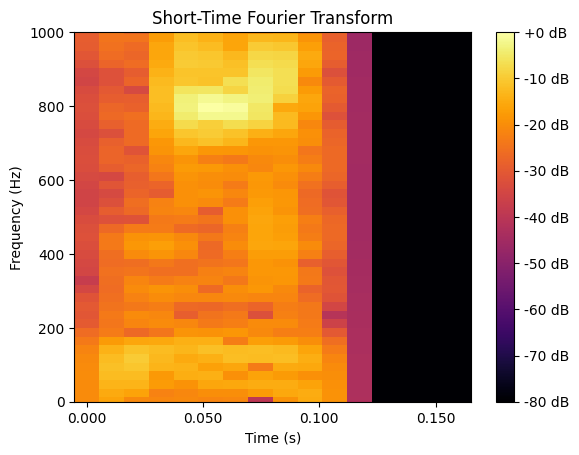 Short-Time Fourier Transform
1000
800
600
400
200
0
Frequency (Hz)
0.000
0.050
0.100
0.150
Time (s)
+0 dB
-10 dB
-20 dB
-30 dB
-40 dB
-50 dB
-60 dB
-70 dB
-80 dB